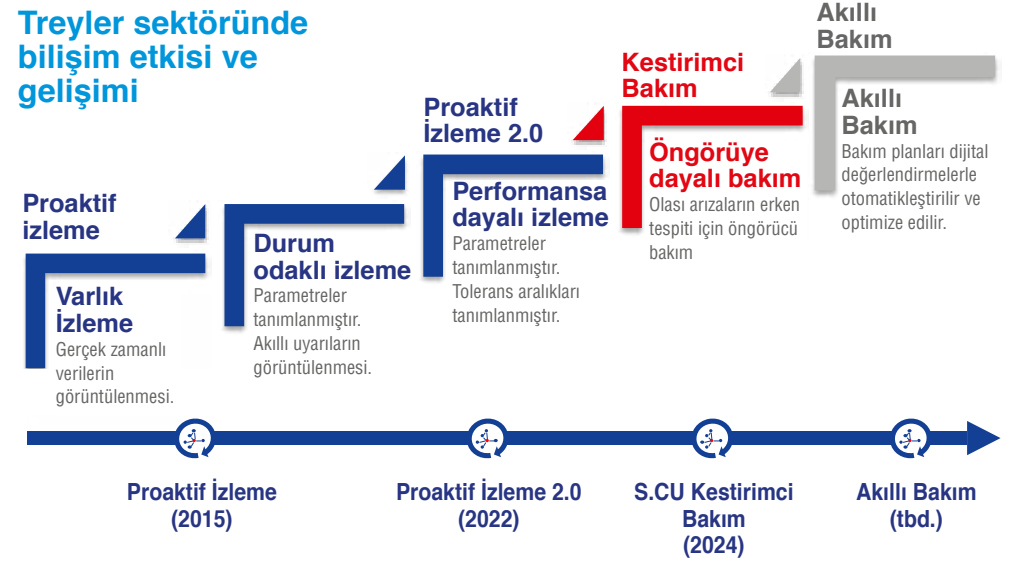 Treyler sektöründe
bilişim etkisi ve
gelişimi
Proaktif
izleme
Varlık
İzleme
Gerçek zamanlı
verilerin
görüntülenmesi.
Durum
odaklı izleme
Parametreler
tanımlanmıştır.
Akıllı uyarıların
görüntülenmesi.
Proaktif
İzleme 2.0
Performansa
dayalı izleme
Parametreler
tanımlanmıştır.
Tolerans aralıkları
tanımlanmıştır.
Kestirimci
Bakım
Öngörüye
dayalı bakım
Olası arızaların erken
tespiti için öngörücü
bakım
Akıllı
Bakım
Akıllı
Bakım
Bakım planları dijital
değerlendirmelerle
otomatikleştirilir ve
optimize edilir.
Proaktif İzleme
(2015)
Proaktif İzleme 2.0
(2022)
S.CU Kestirimci
Bakım
(2024)
Akıllı Bakım
(tbd.)